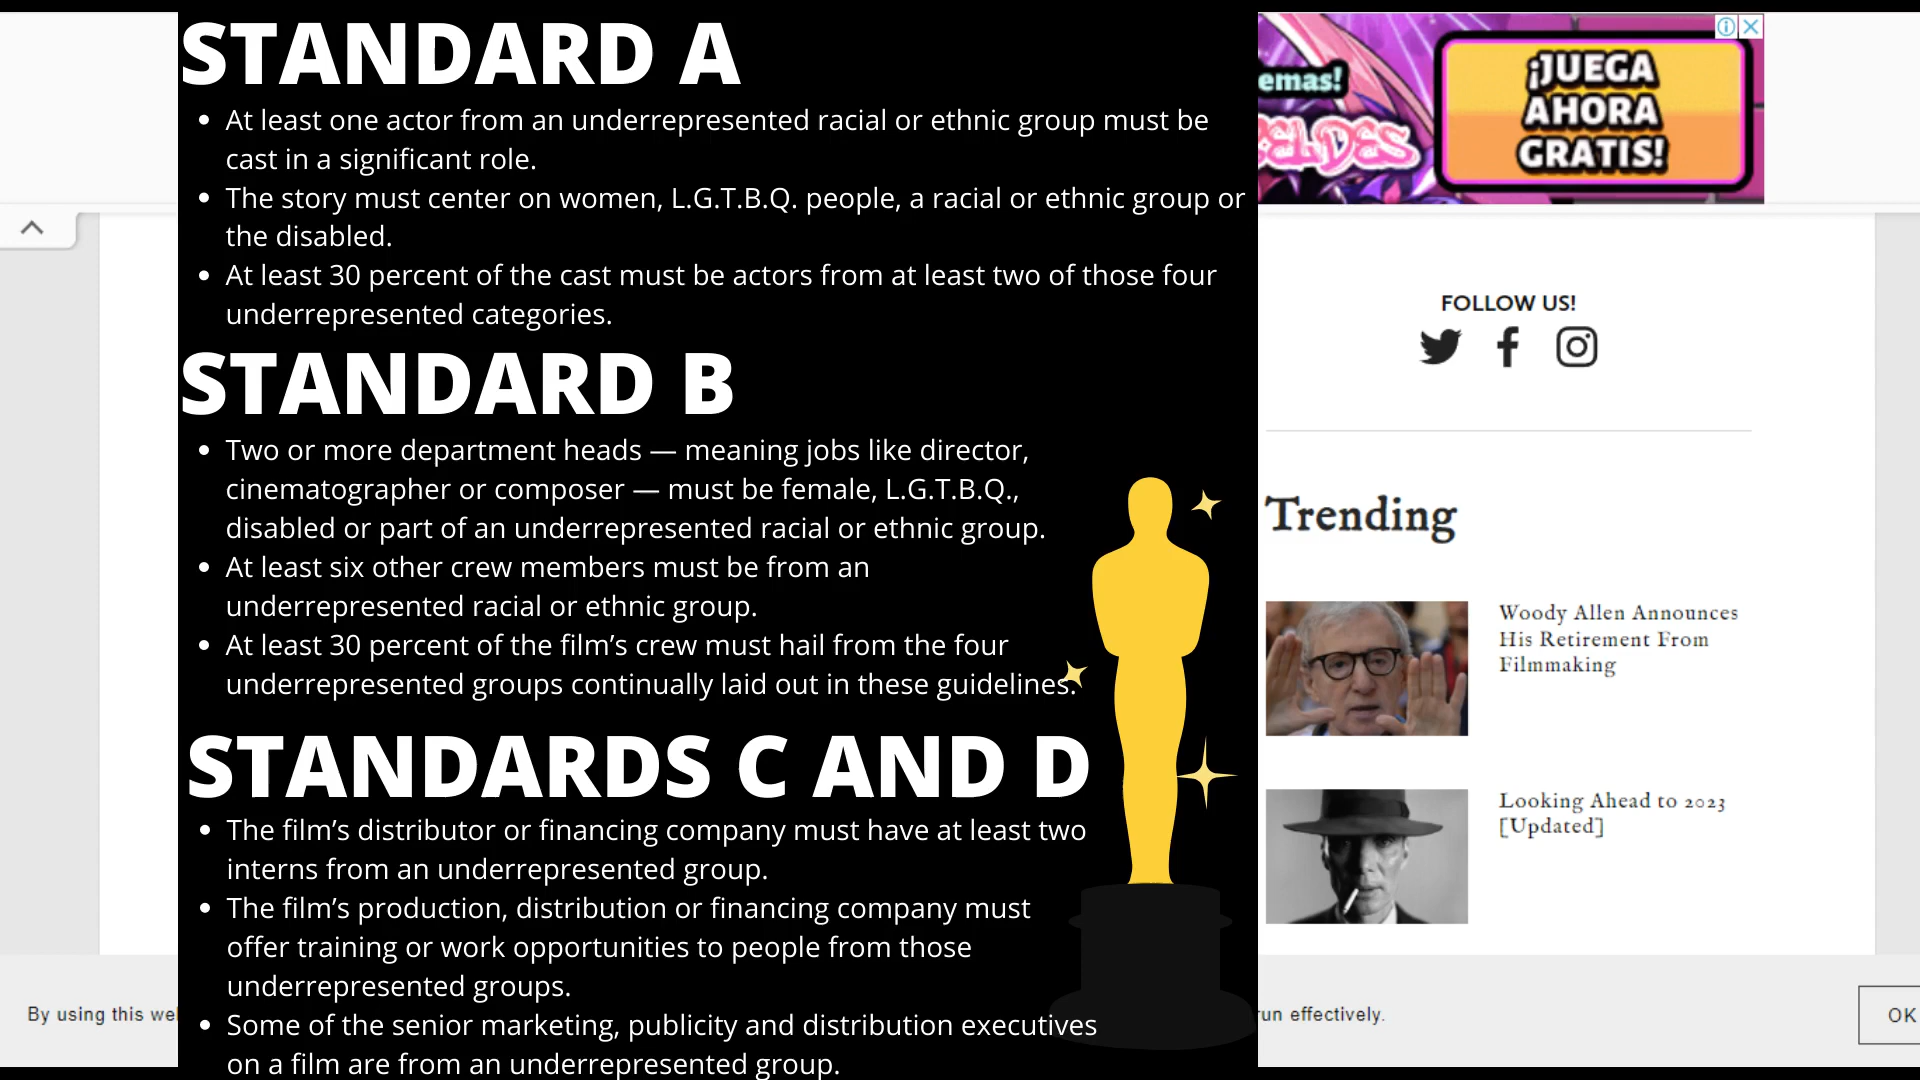 STANDARD A
At least one actor from an underrepresented racial or ethnic group must be
cast in a significant role.
The story must center on women, L.G.T.B.Q. people, a racial or ethnic group or
the disabled.
At least 30 percent of the cast must be actors from at least two of those four
underrepresented categories.
STANDARD B
Two or more department heads — meaning jobs like director,
cinematographer or composer — must be female, L.G.T.B.Q.,
disabled or part of an underrepresented racial or ethnic group.
At least six other crew members must be from an
underrepresented racial or ethnic group.
At least 30 percent of the film’s crew must hail from the four
underrepresented groups continually laid out in these guidelines.
STANDARDS C AND D
The film’s distributor or financing company must have at least two
interns from an underrepresented group.
The film’s production, distribution or financing company must
offer training or work opportunities to people from those
underrepresented groups.
Some of the senior marketing, publicity and distribution executives
on a film are from an underrepresented group.
emas!
ELDES
¡JUEGA
AHORA
GRATIS!
FOLLOW US!
Trending
Woody Allen Announces
His Retirement From
Filmmaking
Looking Ahead to 2023
[Updated]
By using this we
run effectively.
OK